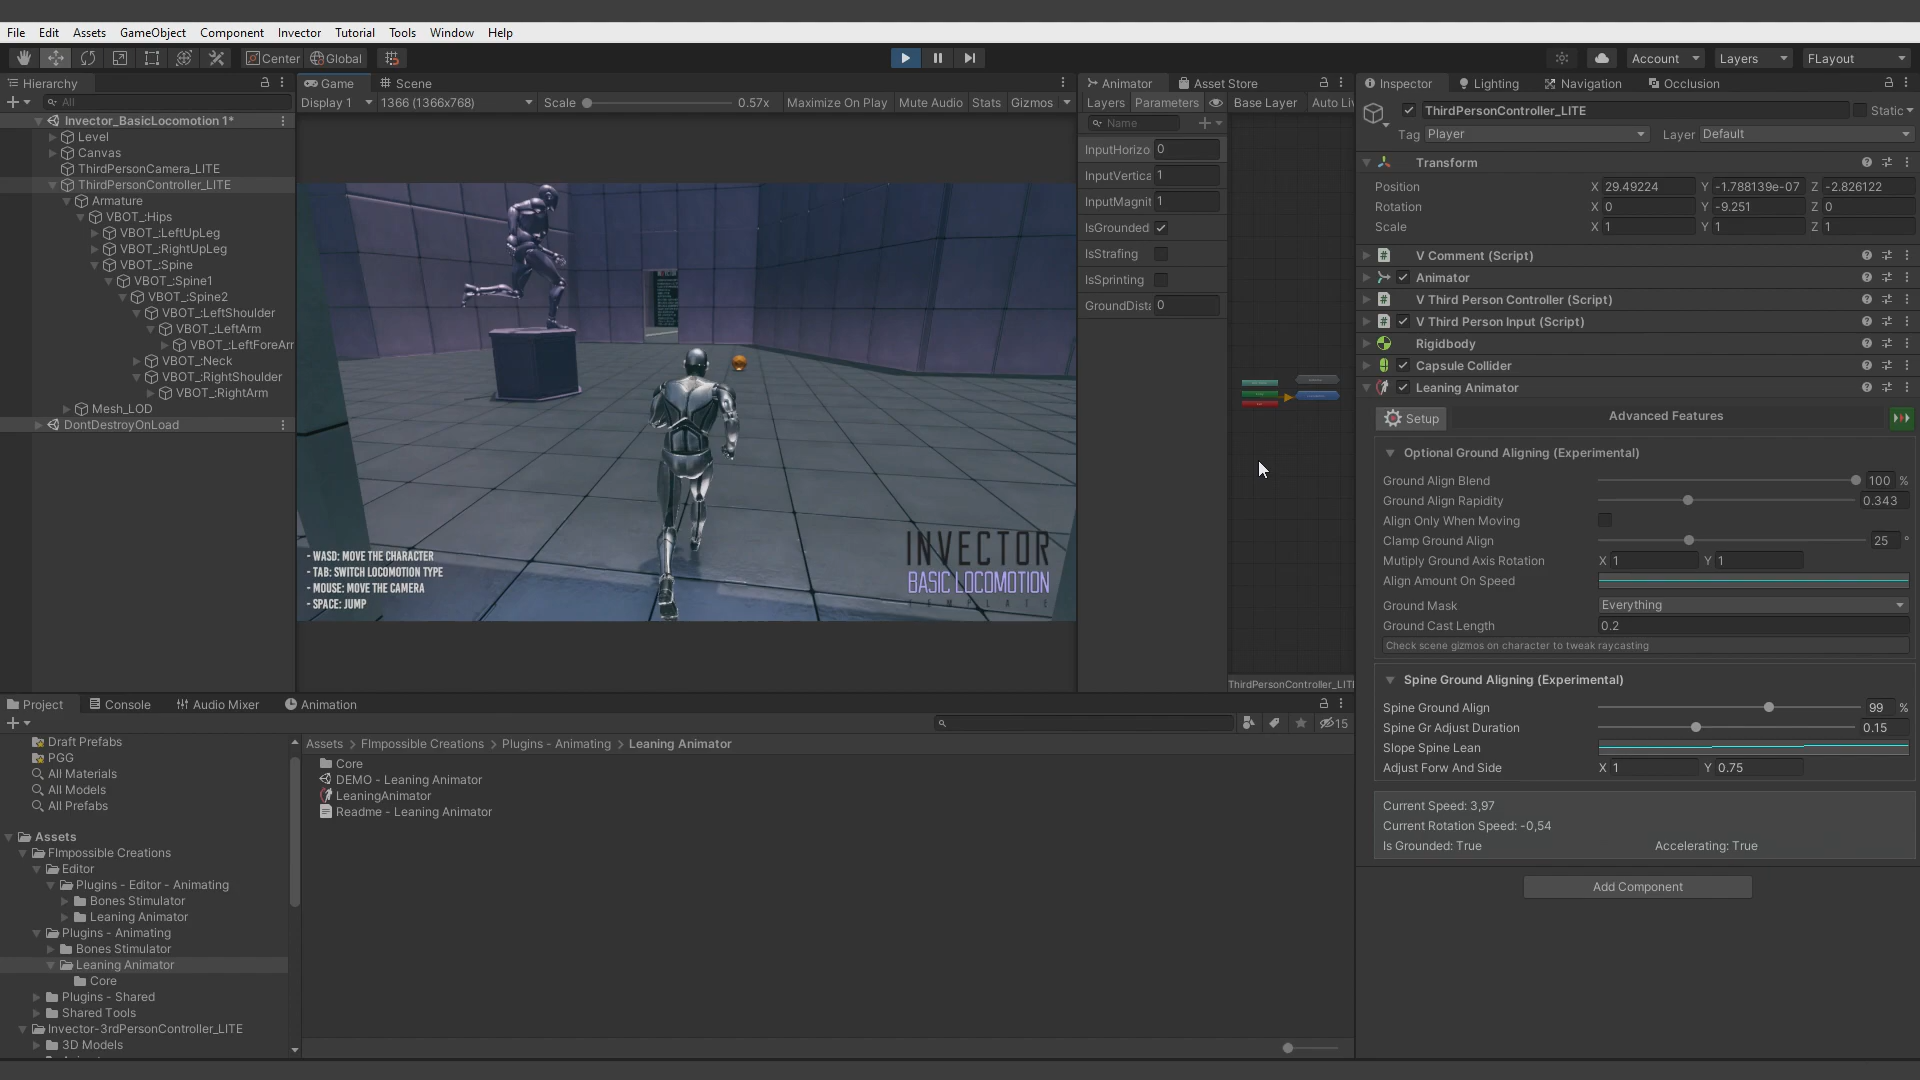 File Edit Assets GameObject Component Invector Tutorial Tools Window Help
Center Global Account Layers FLayout
Hierarchy
All
Invector_BasicLocomotion 1*
Level
Canvas
ThirdPersonCamera_LITE
ThirdPersonController_LITE
Armature
VBOT_:Hips
VBOT_:LeftUpLeg
VBOT_:RightUpLeg
VBOT_:Spine
VBOT_:Spine1
VBOT_:Spine2
VBOT_:LeftShoulder
VBOT_:LeftArm
VBOT_:LeftForeArr
VBOT_:Neck
VBOT_:RightShoulder
VBOT_:RightArm
Mesh_LOD
DontDestroyOnLoad
Game Scene
Display 1 1366 (1366x768) Scale 0.57x Maximize On Play Mute Audio Stats Gizmos
- WASD: MOVE THE CHARACTER
- TAB: SWITCH LOCOMOTION TYPE
- MOUSE: MOVE THE CAMERA
- SPACE: JUMP
INVECTOR
BASIC LOCOMOTION
TEMPLATE
Animator Asset Store
Layers Parameters Base Layer Auto Liv
Name
InputHorizo 0
InputVertica 1
InputMagnit 1
IsGrounded
IsStrafing
IsSprinting
GroundDista 0
ThirdPersonController_LITE
Inspector Lighting Navigation Occlusion
ThirdPersonController_LITE Static
Tag Player Layer Default
Transform
Position X 29.49224 Y -1.788139e-07 Z -2.826122
Rotation X 0 Y -9.251 Z 0
Scale X 1 Y 1 Z 1
V Comment (Script)
Animator
V Third Person Controller (Script)
V Third Person Input (Script)
Rigidbody
Capsule Collider
Leaning Animator
Setup Advanced Features
Optional Ground Aligning (Experimental)
Ground Align Blend 100 %
Ground Align Rapidity 0.343
Align Only When Moving
Clamp Ground Align 25 °
Mutiply Ground Axis Rotation X 1 Y 1
Align Amount On Speed
Ground Mask Everything
Ground Cast Length 0.2
Check scene gizmos on character to tweak raycasting
Spine Ground Aligning (Experimental)
Spine Ground Align 99 %
Spine Gr Adjust Duration 0.15
Slope Spine Lean
Adjust Forw And Side X 1 Y 0.75
Current Speed: 3,97
Current Rotation Speed: -0,54
Is Grounded: True Accelerating: True
Add Component
Project Console Audio Mixer Animation
15
Draft Prefabs
PGG
All Materials
All Models
All Prefabs
Assets
FImpossible Creations
Editor
Plugins - Editor - Animating
Bones Stimulator
Leaning Animator
Plugins - Animating
Bones Stimulator
Leaning Animator
Core
Plugins - Shared
Shared Tools
Invector-3rdPersonController_LITE
3D Models
Assets > FImpossible Creations > Plugins - Animating > Leaning Animator
Core
DEMO - Leaning Animator
LeaningAnimator
Readme - Leaning Animator